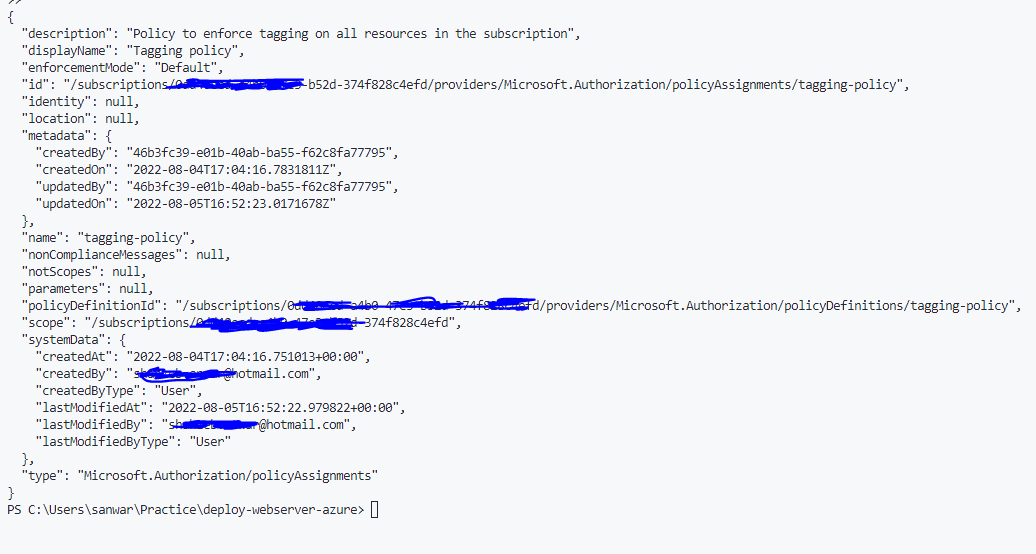 {
  "description": "Policy to enforce tagging on all resources in the subscription",
  "displayName": "Tagging policy",
  "enforcementMode": "Default",
  "id": "/subscriptions/ -b52d-374f828c4efd/providers/Microsoft.Authorization/policyAssignments/tagging-policy",
  "identity": null,
  "location": null,
  "metadata": {
    "createdBy": "46b3fc39-e01b-40ab-ba55-f62c8fa77795",
    "createdOn": "2022-08-04T17:04:16.7831811Z",
    "updatedBy": "46b3fc39-e01b-40ab-ba55-f62c8fa77795",
    "updatedOn": "2022-08-05T16:52:23.0171678Z"
  },
  "name": "tagging-policy",
  "nonComplianceMessages": null,
  "notScopes": null,
  "parameters": null,
  "policyDefinitionId": "/subscriptions/ /providers/Microsoft.Authorization/policyDefinitions/tagging-policy",
  "scope": "/subscriptions/ -374f828c4efd",
  "systemData": {
    "createdAt": "2022-08-04T17:04:16.751013+00:00",
    "createdBy": " @hotmail.com",
    "createdByType": "User",
    "lastModifiedAt": "2022-08-05T16:52:22.979822+00:00",
    "lastModifiedBy": " @hotmail.com",
    "lastModifiedByType": "User"
  },
  "type": "Microsoft.Authorization/policyAssignments"
}
PS C:\Users\sanwar\Practice\deploy-webserver-azure>